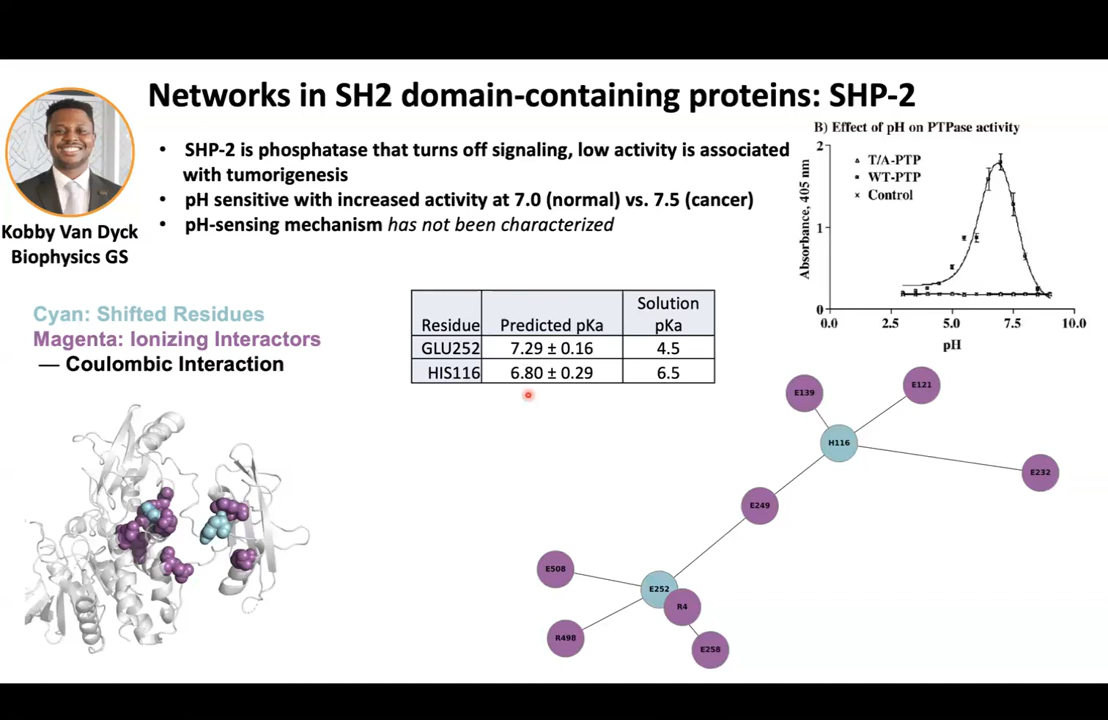 Networks in SH2 domain-containing proteins: SHP-2
• SHP-2 is phosphatase that turns off signaling, low activity is associated
with tumorigenesis
• pH sensitive with increased activity at 7.0 (normal) vs. 7.5 (cancer)
• pH-sensing mechanism has not been characterized
Kobby Van Dyck
Biophysics GS
B) Effect of pH on PTPase activity
T/A-PTP
WT-PTP
Control
Absorbance, 405 nm
2
1
0
0.0 2.5 5.0 7.5 10.0
pH
Cyan: Shifted Residues
Magenta: Ionizing Interactors
— Coulombic Interaction
Residue Predicted pKa Solution pKa
GLU252 7.29 ± 0.16 4.5
HIS116 6.80 ± 0.29 6.5
E139
E121
H116
E232
E249
E508
E252
R4
R498
E258